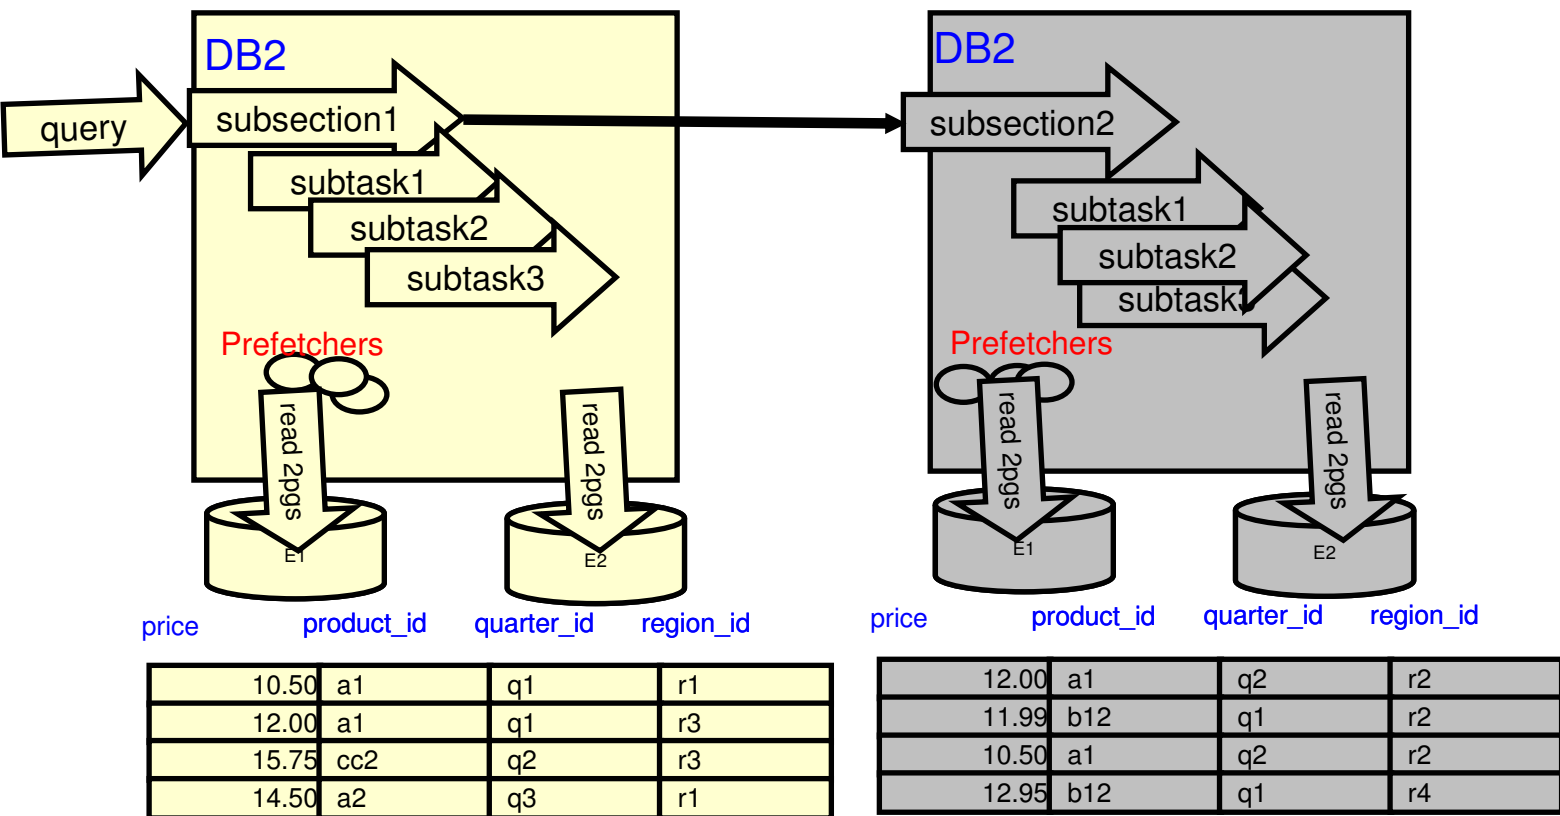 DB2
query
subsection1
subtask1
subtask2
subtask3
Prefetchers
read 2pgs
read 2pgs
E1
E2
price product_id quarter_id region_id
10.50 a1 q1 r1
12.00 a1 q1 r3
15.75 cc2 q2 r3
14.50 a2 q3 r1
DB2
subsection2
subtask1
subtask2
subtask3
Prefetchers
read 2pgs
read 2pgs
E1
E2
price product_id quarter_id region_id
12.00 a1 q2 r2
11.99 b12 q1 r2
10.50 a1 q2 r2
12.95 b12 q1 r4